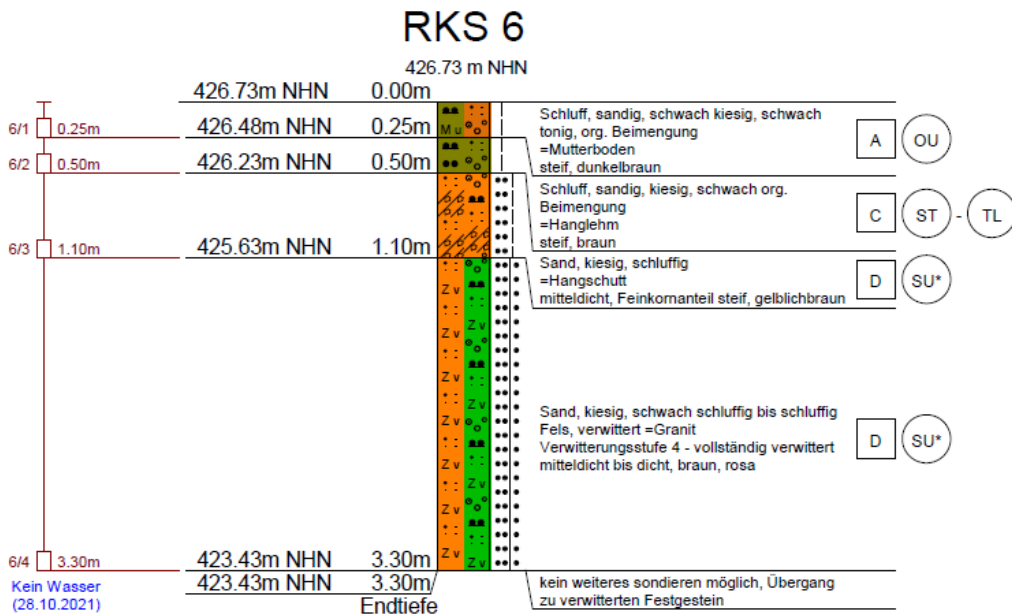 RKS 6
426.73 m NHN
426.73m NHN 0.00m
6/1 0.25m 426.48m NHN 0.25m
6/2 0.50m 426.23m NHN 0.50m
6/3 1.10m 425.63m NHN 1.10m
6/4 3.30m 423.43m NHN 3.30m
423.43m NHN 3.30m
Endtiefe
Kein Wasser
(28.10.2021)
Mu
Z v
Z v
Z v
Z v
Z v
Z v
Z v
Z v
Z v
Z v
Z v
Z v
Schluff, sandig, schwach kiesig, schwach
tonig, org. Beimengung
=Mutterboden
steif, dunkelbraun
A OU
Schluff, sandig, kiesig, schwach org.
Beimengung
=Hanglehm
steif, braun
C ST - TL
Sand, kiesig, schluffig
=Hangschutt
mitteldicht, Feinkornanteil steif, gelblichbraun
D SU*
Sand, kiesig, schwach schluffig bis schluffig
Fels, verwittert =Granit
Verwitterungsstufe 4 - vollständig verwittert
mitteldicht bis dicht, braun, rosa
D SU*
kein weiteres sondieren möglich, Übergang
zu verwitterten Festgestein